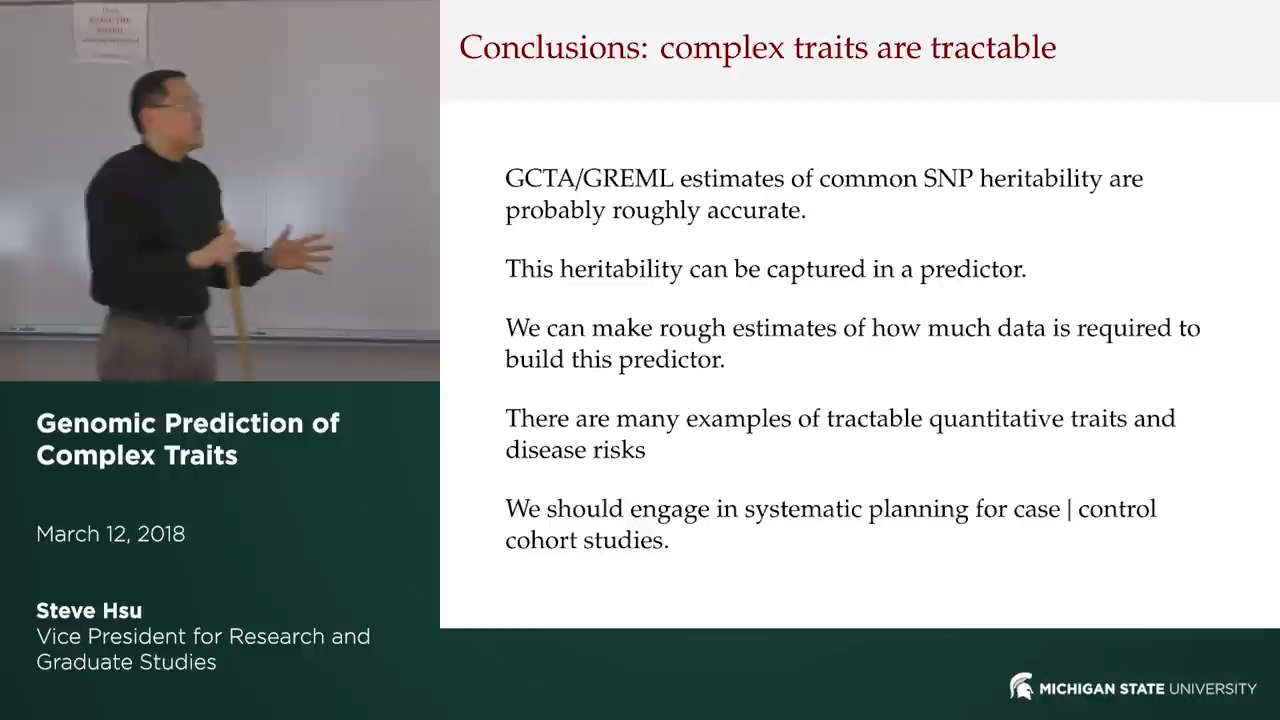 Conclusions: complex traits are tractable
GCTA/GREML estimates of common SNP heritability are
probably roughly accurate.
This heritability can be captured in a predictor.
We can make rough estimates of how much data is required to
build this predictor.
There are many examples of tractable quantitative traits and
disease risks
We should engage in systematic planning for case | control
cohort studies.
Genomic Prediction of
Complex Traits
March 12, 2018
Steve Hsu
Vice President for Research and
Graduate Studies
MICHIGAN STATE UNIVERSITY